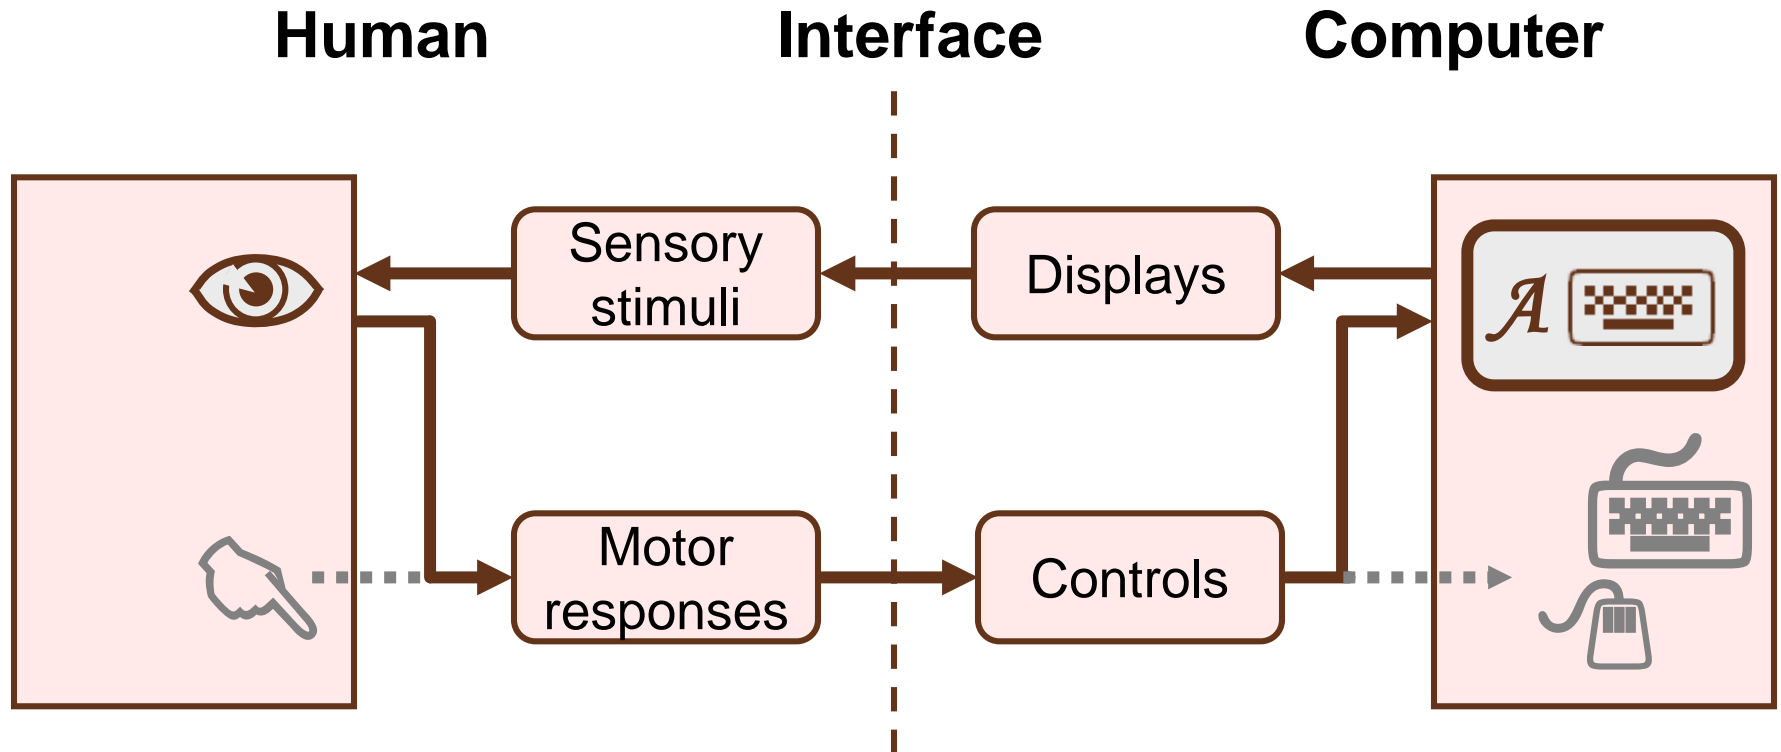 Human
Interface
Computer
Sensory
stimuli
Displays
A
Motor
responses
Controls